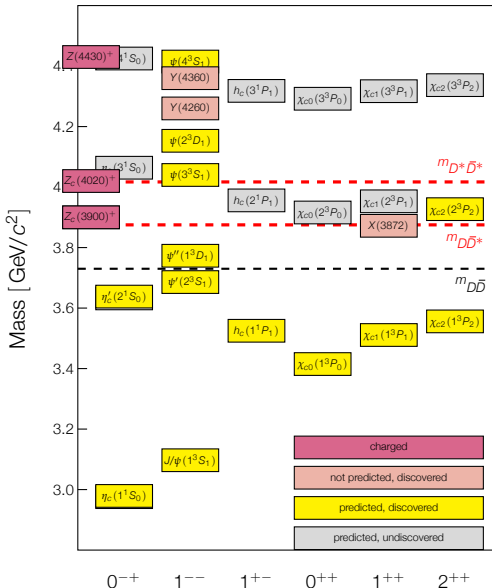 Mass [ GeV/c²]
4.4
4.2
4
3.8
3.6
3.4
3.2
3.0
Z(4430)⁺
4¹S₀)
ψ(4³S₁)
Y(4360)
Y(4260)
h_c(3¹P₁)
χ_c0(3³P₀)
χ_c1(3³P₁)
χ_c2(3³P₂)
ψ(2³D₁)
η_c(3¹S₀)
ψ(3³S₁)
m_D*D̄*
Z_c(4020)⁺
h_c(2¹P₁)
χ_c0(2³P₀)
χ_c1(2³P₁)
χ_c2(2³P₂)
Z_c(3900)⁺
X(3872)
m_DD̄*
ψ″(1³D₁)
m_DD̄
η′_c(2¹S₀)
ψ′(2³S₁)
h_c(1¹P₁)
χ_c0(1³P₀)
χ_c1(1³P₁)
χ_c2(1³P₂)
J/ψ(1³S₁)
η_c(1¹S₀)
charged
not predicted, discovered
predicted, discovered
predicted, undiscovered
0⁻⁺ 1⁻⁻ 1⁺⁻ 0⁺⁺ 1⁺⁺ 2⁺⁺